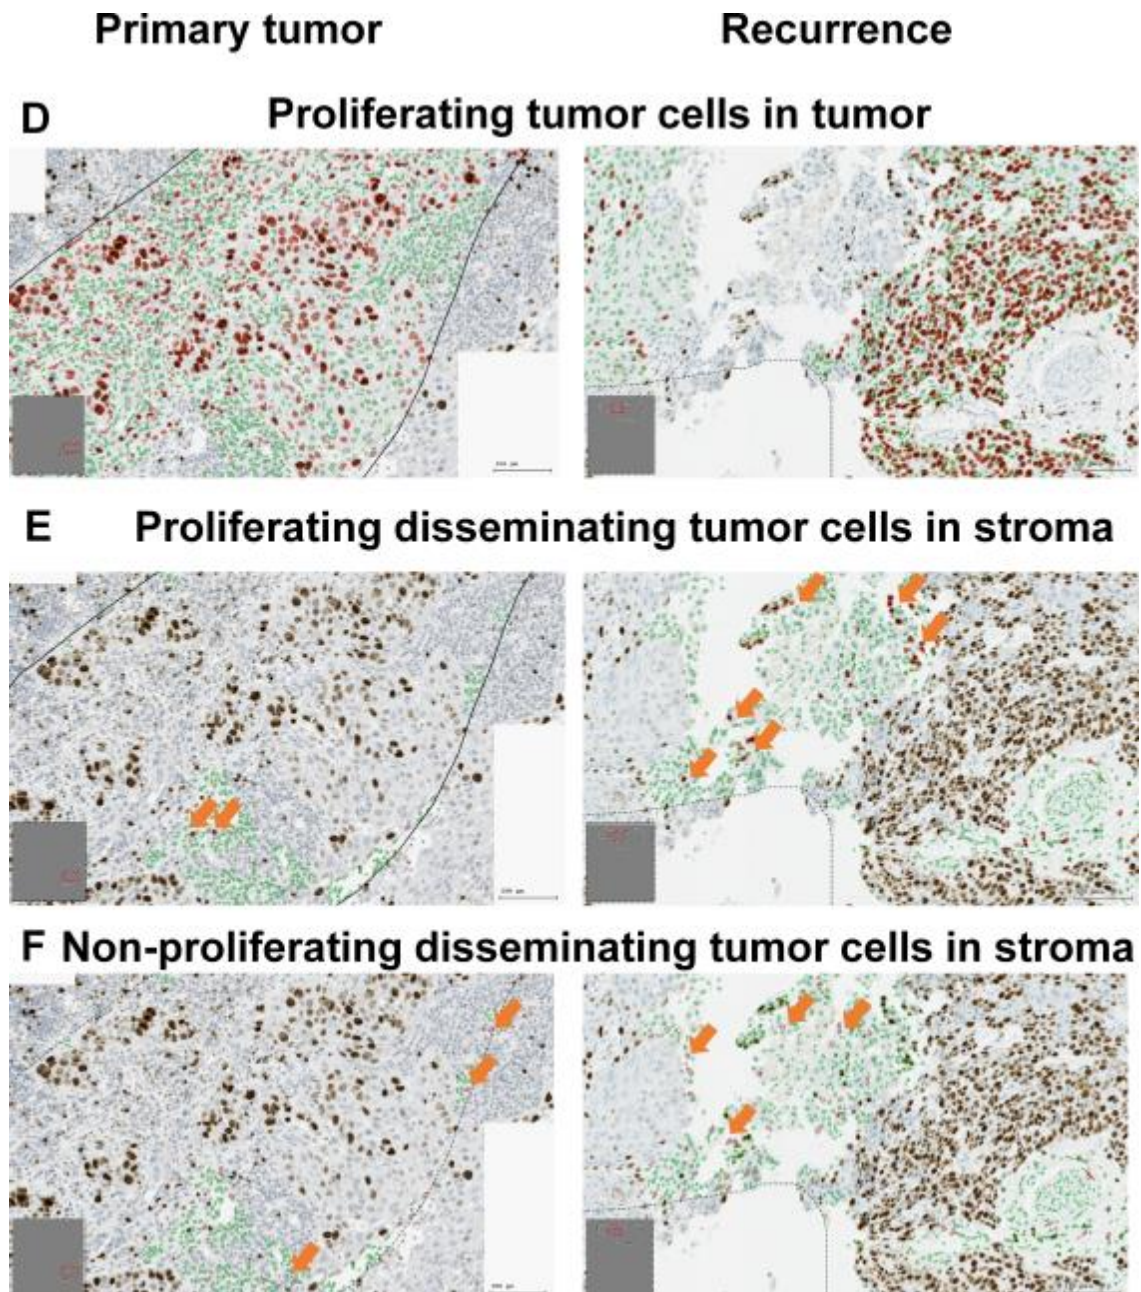 Primary tumor Recurrence
D Proliferating tumor cells in tumor
E Proliferating disseminating tumor cells in stroma
F Non-proliferating disseminating tumor cells in stroma